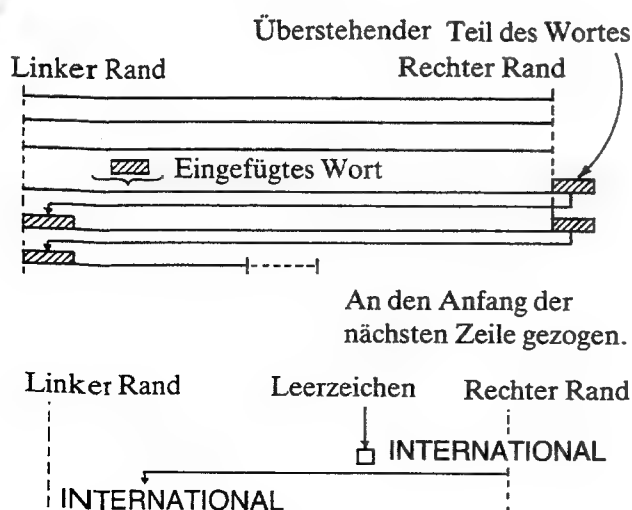 Überstehender Teil des Wortes
Linker Rand Rechter Rand
Eingefügtes Wort
An den Anfang der
nächsten Zeile gezogen.
Linker Rand Leerzeichen Rechter Rand
INTERNATIONAL
INTERNATIONAL